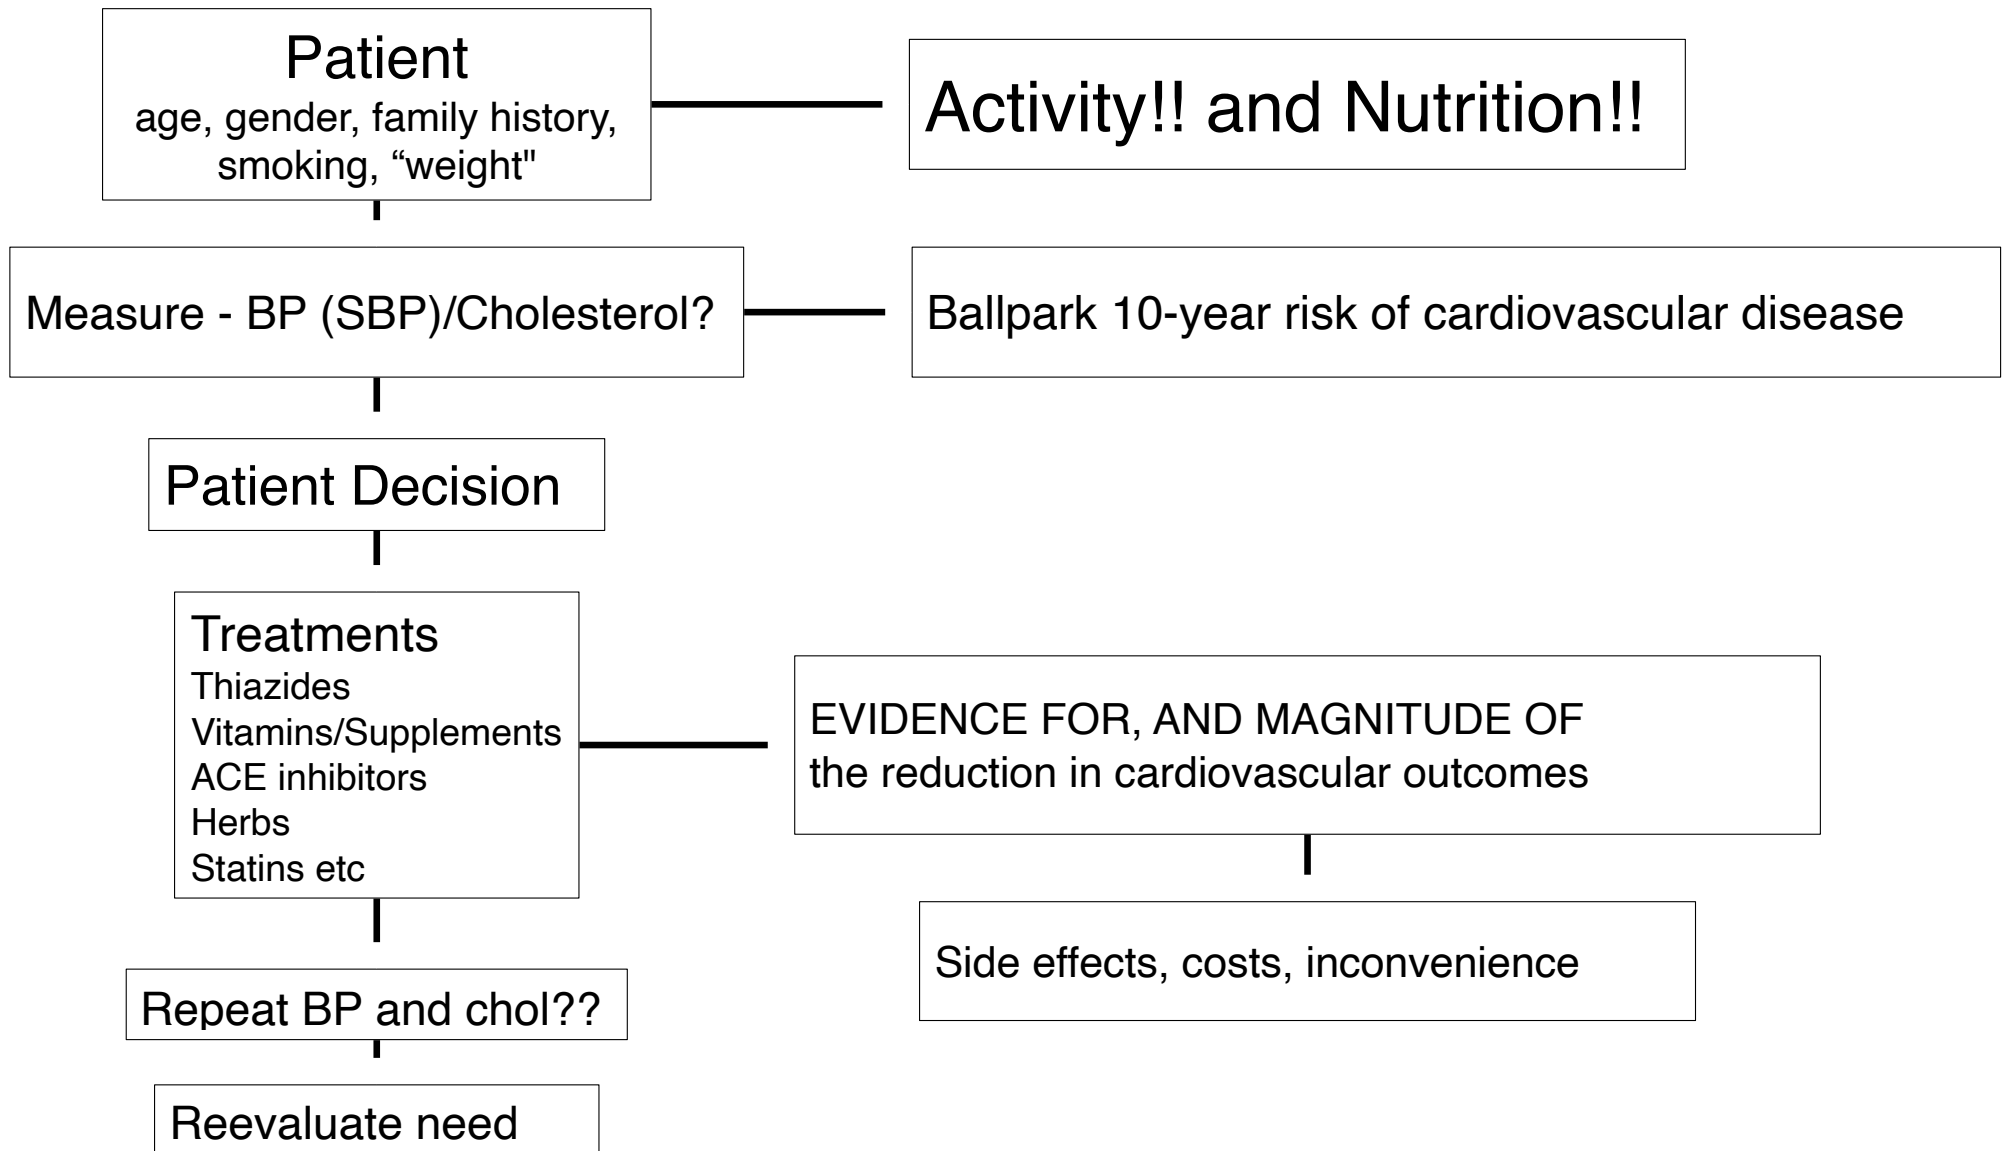 Patient
age, gender, family history,
smoking, “weight"
Activity!! and Nutrition!!
Measure - BP (SBP)/Cholesterol?
Ballpark 10-year risk of cardiovascular disease
Patient Decision
Treatments
Thiazides
Vitamins/Supplements
ACE inhibitors
Herbs
Statins etc
EVIDENCE FOR, AND MAGNITUDE OF
the reduction in cardiovascular outcomes
Side effects, costs, inconvenience
Repeat BP and chol??
Reevaluate need